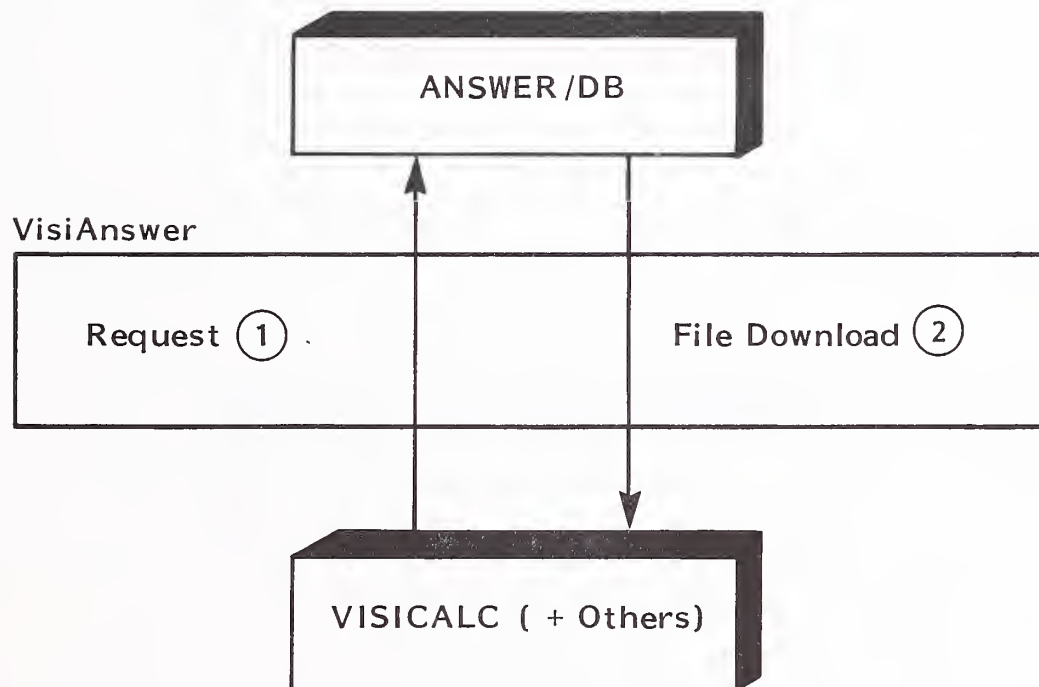 ANSWER/DB
VisiAnswer
Request 1
File Download 2
VISICALC ( + Others)